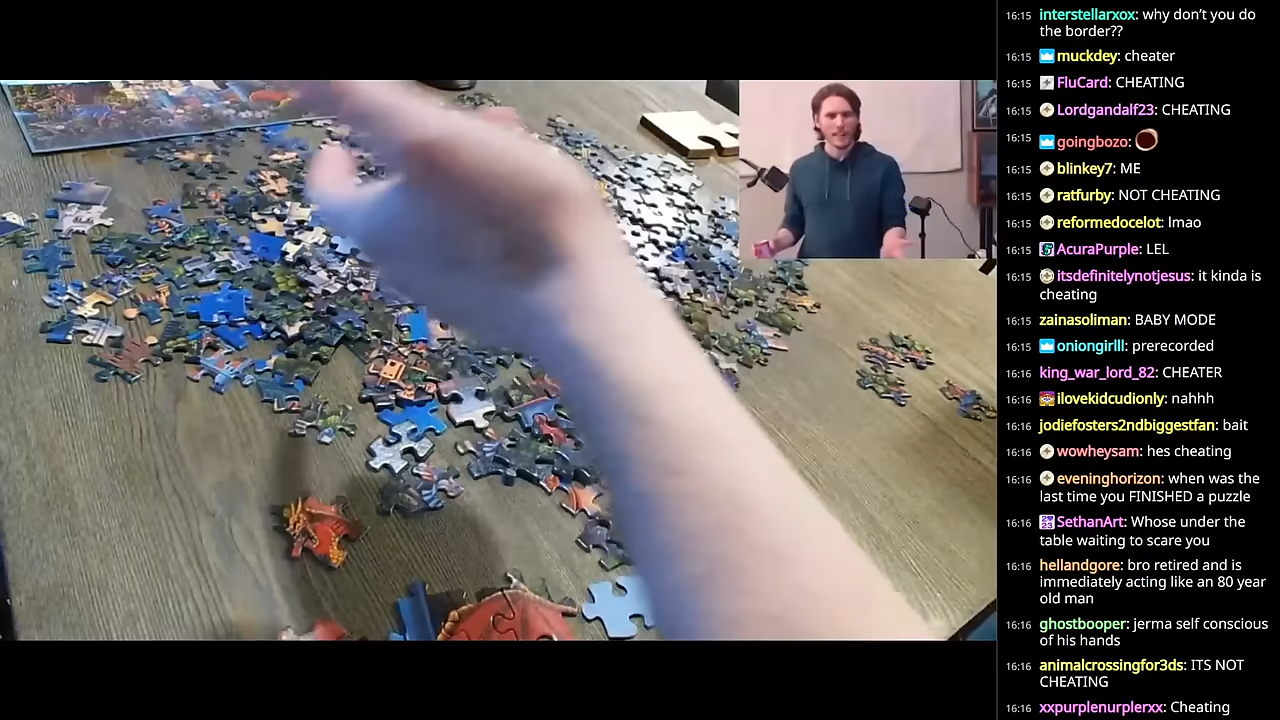 16:15 interstellarxox: why don't you do
the border??
16:15 muckdey: cheater
16:15 FluCard: CHEATING
16:15 Lordgandalf23: CHEATING
16:15 goingbozo:
16:15 blinkey7: ME
16:15 ratfurby: NOT CHEATING
16:15 reformedocelot: lmao
16:15 AcuraPurple: LEL
16:15 itsdefinitelynotjesus: it kinda is
cheating
16:15 zainasoliman: BABY MODE
16:15 oniongirlll: prerecorded
16:16 king_war_lord_82: CHEATER
16:16 ilovekidcudionly: nahhh
16:16 jodiefosters2ndbiggestfan: bait
16:16 wowheysam: hes cheating
16:16 eveninghorizon: when was the
last time you FINISHED a puzzle
16:16 SethanArt: Whose under the
table waiting to scare you
16:16 hellandgore: bro retired and is
immediately acting like an 80 year
old man
16:16 ghostbooper: jerma self conscious
of his hands
16:16 animalcrossingfor3ds: ITS NOT
CHEATING
16:16 xxpurplenurplerxx: Cheating